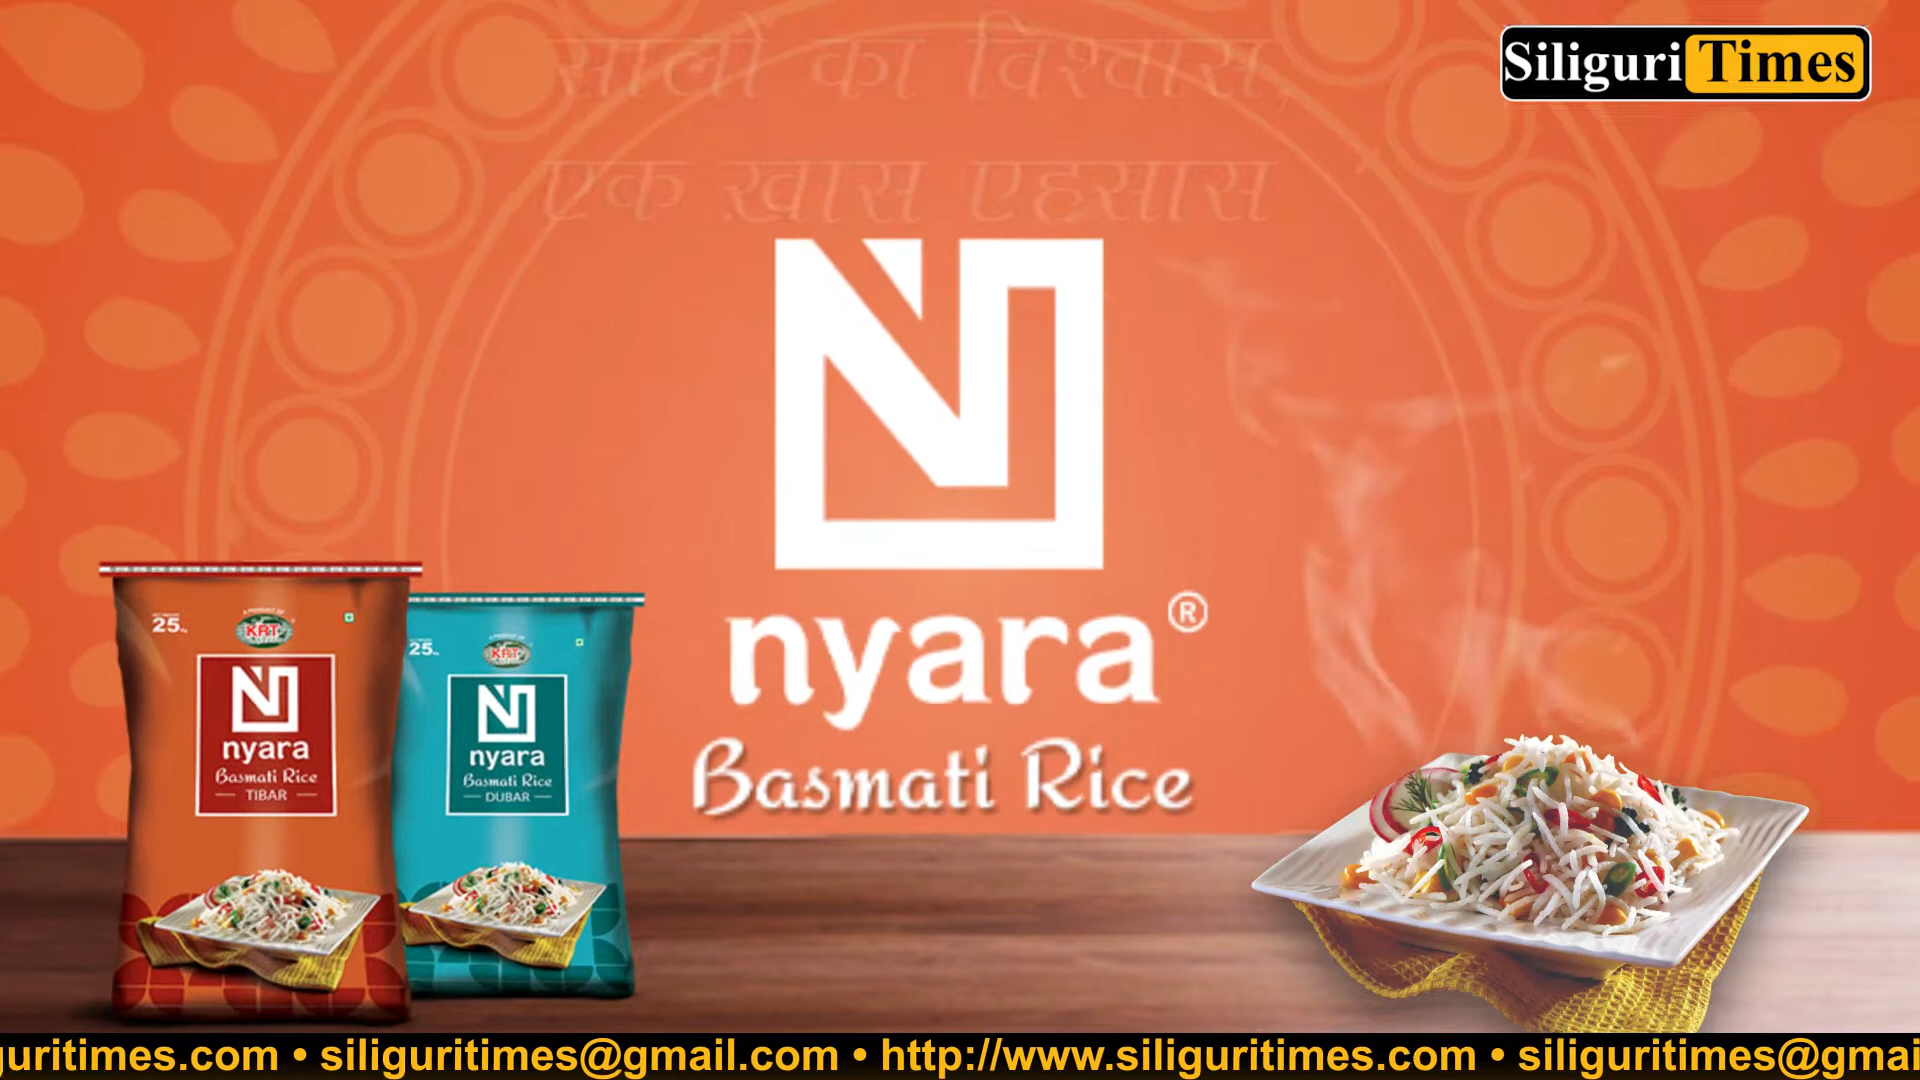 सालों का विश्वास,
एक ख़ास एहसास
Siliguri Times
nyara®
Basmati Rice
25
KRT
nyara
Basmati Rice
TIBAR
25
KRT
nyara
Basmati Rice
DUBAR
guritimes.com • siliguritimes@gmail.com • http://www.siliguritimes.com • siliguritimes@gmai